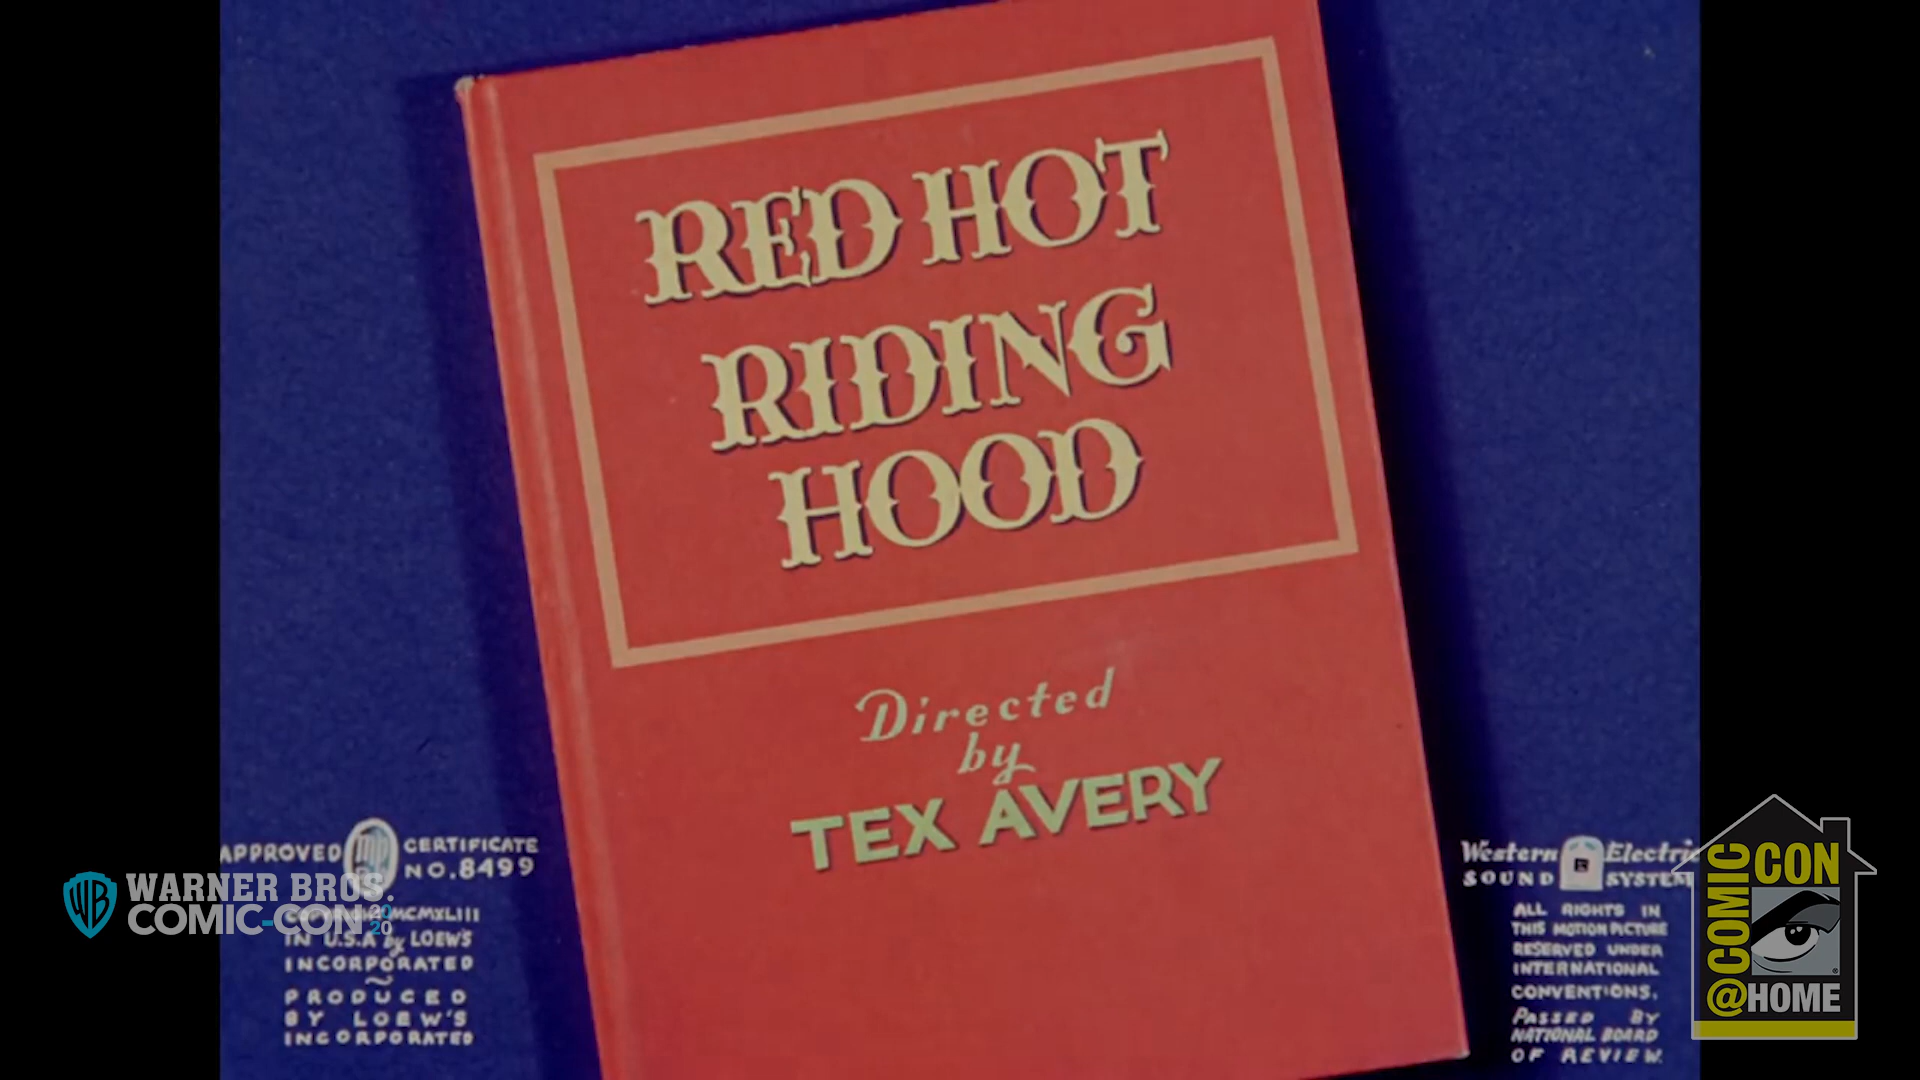 RED HOT
RIDING
HOOD
Directed
by
TEX AVERY
APPROVED CERTIFICATE
NO. 8499
WARNER BROS.
COMIC-CON 2020
COPYRIGHT MCMXLIII
IN U.S.A by LOEW'S
INCORPORATED
PRODUCED
BY LOEW'S
INCORPORATED
Western Electric
SOUND SYSTEM
ALL RIGHTS IN
THIS MOTION PICTURE
RESERVED UNDER
INTERNATIONAL
CONVENTIONS.
PASSED BY
NATIONAL BOARD
OF REVIEW.
COMIC CON
@HOME